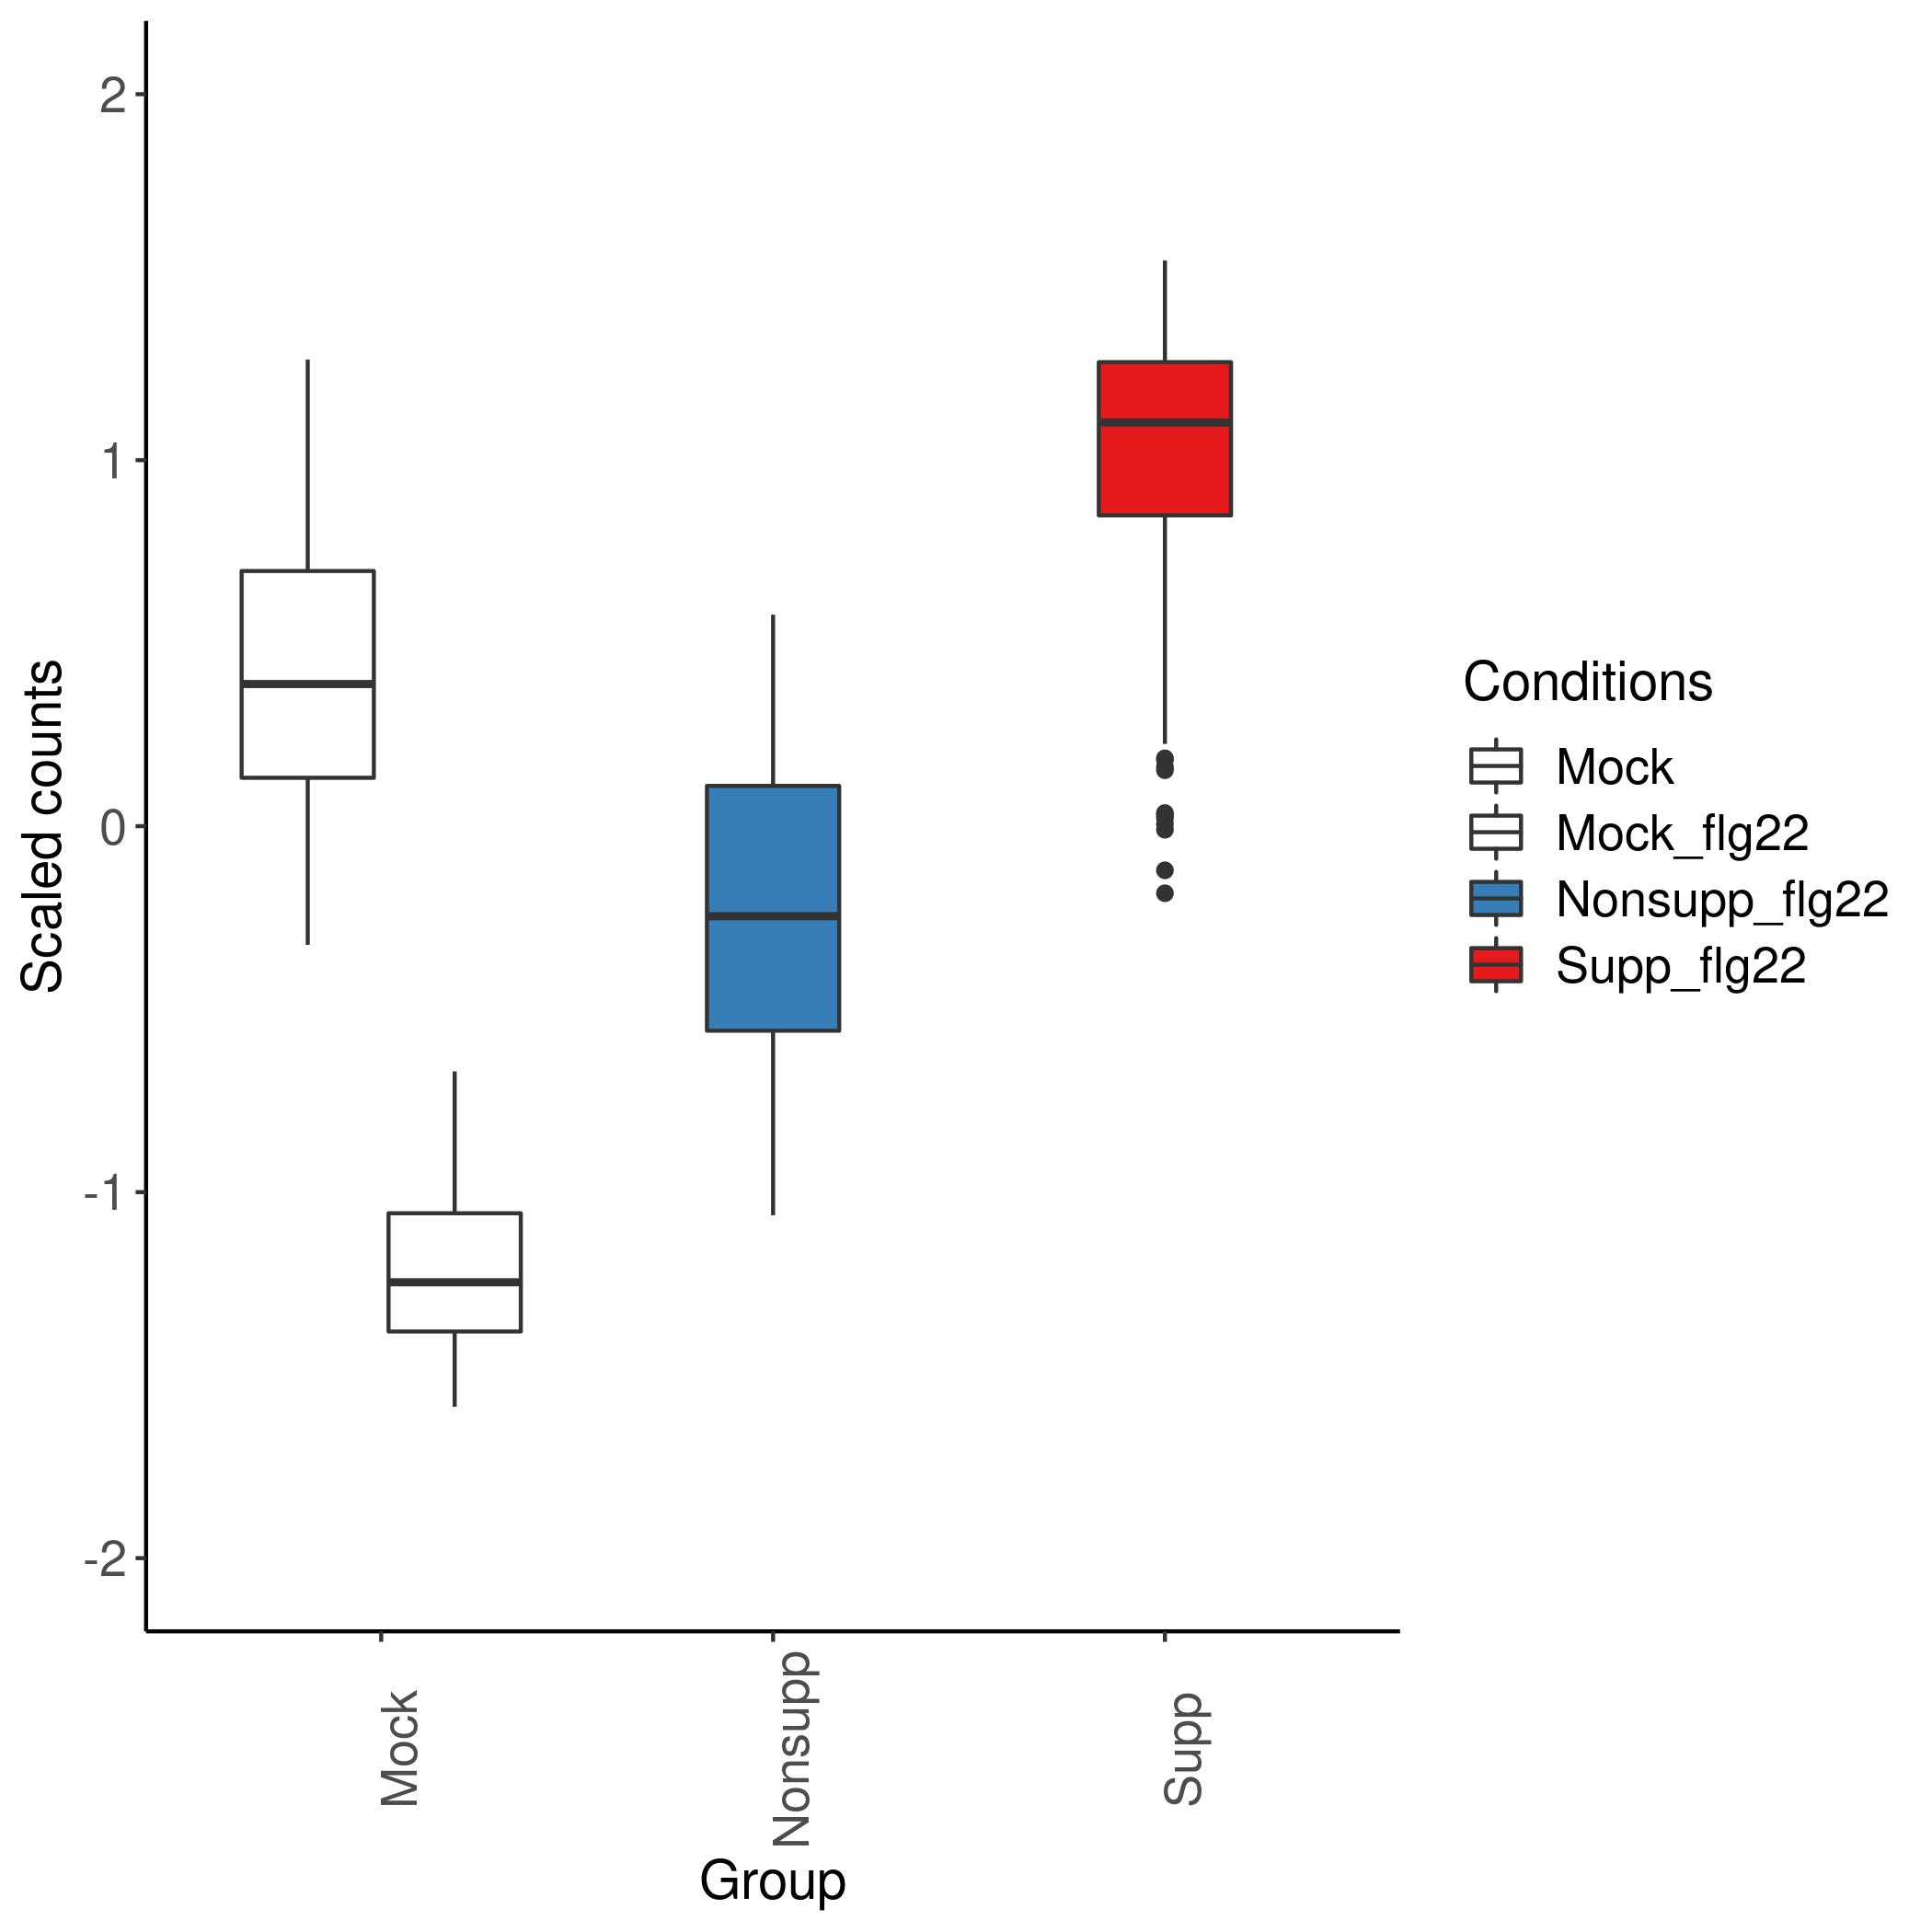 Scaled counts
2
1
0
-1
-2
Mock
Nonsupp
Supp
Group
Conditions
Mock
Mock_flg22
Nonsupp_flg22
Supp_flg22